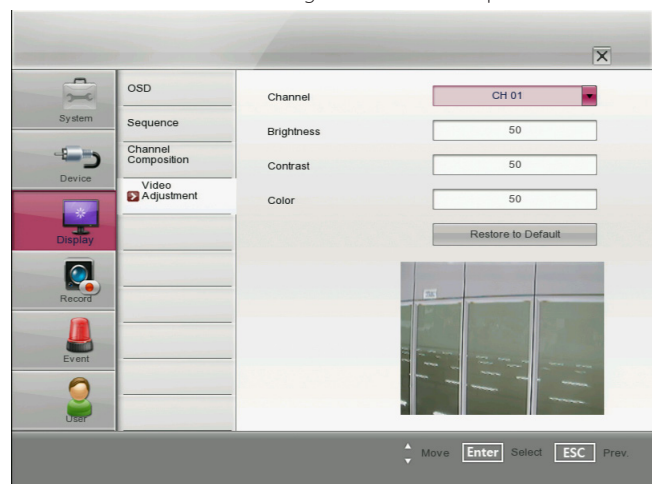 System
Device
Display
Record
Event
User
OSD
Sequence
Channel
Composition
Video
Adjustment
Channel
CH 01
Brightness
50
Contrast
50
Color
50
Restore to Default
Move Enter Select ESC Prev.